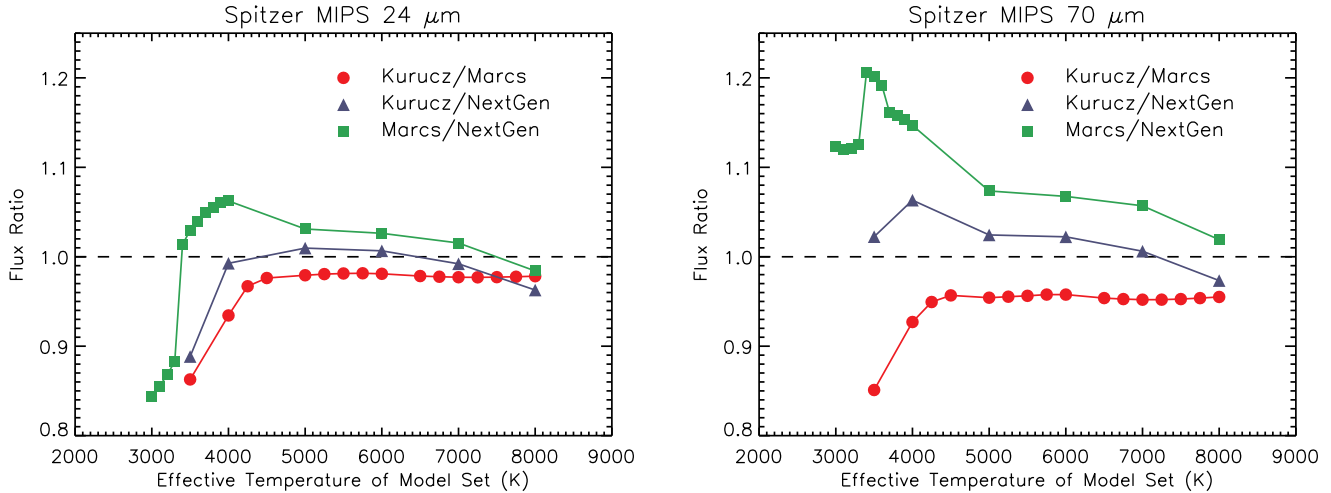 Spitzer MIPS 24 μm
Flux Ratio
1.2
1.1
1.0
0.9
0.8
Kurucz/Marcs
Kurucz/NextGen
Marcs/NextGen
2000 3000 4000 5000 6000 7000 8000 9000
Effective Temperature of Model Set (K)
Spitzer MIPS 70 μm
Flux Ratio
1.2
1.1
1.0
0.9
0.8
Kurucz/Marcs
Kurucz/NextGen
Marcs/NextGen
2000 3000 4000 5000 6000 7000 8000 9000
Effective Temperature of Model Set (K)